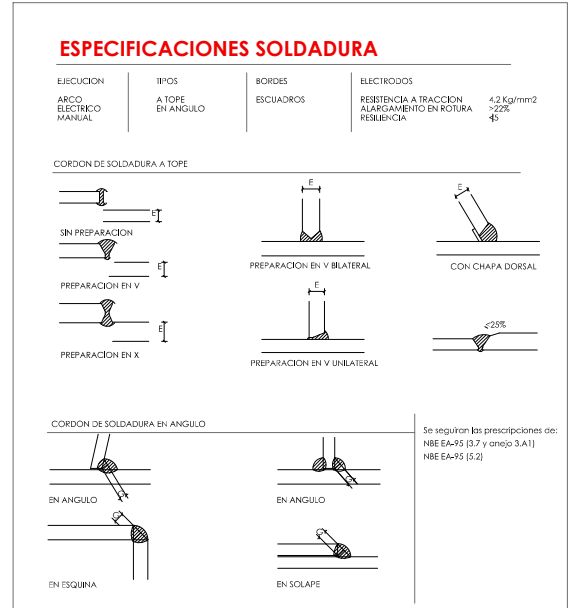 ESPECIFICACIONES SOLDADURA
EJECUCION
TIPOS
BORDES
ELECTRODOS
ARCO
ELECTRICO
MANUAL
A TOPE
EN ANGULO
ESCUADROS
RESISTENCIA A TRACCION 4,2 Kg/mm2
ALARGAMIENTO EN ROTURA >22%
RESILIENCIA
CORDON DE SOLDADURA A TOPE
E
SIN PREPARACION
E
PREPARACION EN V
E
PREPARACION EN X
E
PREPARACION EN V BILATERAL
E
PREPARACION EN V UNILATERAL
E
CON CHAPA DORSAL
≤25%
CORDON DE SOLDADURA EN ANGULO
G
EN ANGULO
G
EN ANGULO
G
EN ESQUINA
G
EN SOLAPE
Se seguiran las prescripciones de:
NBE EA-95 (3.7 y anejo 3.A1)
NBE EA-95 (5.2)